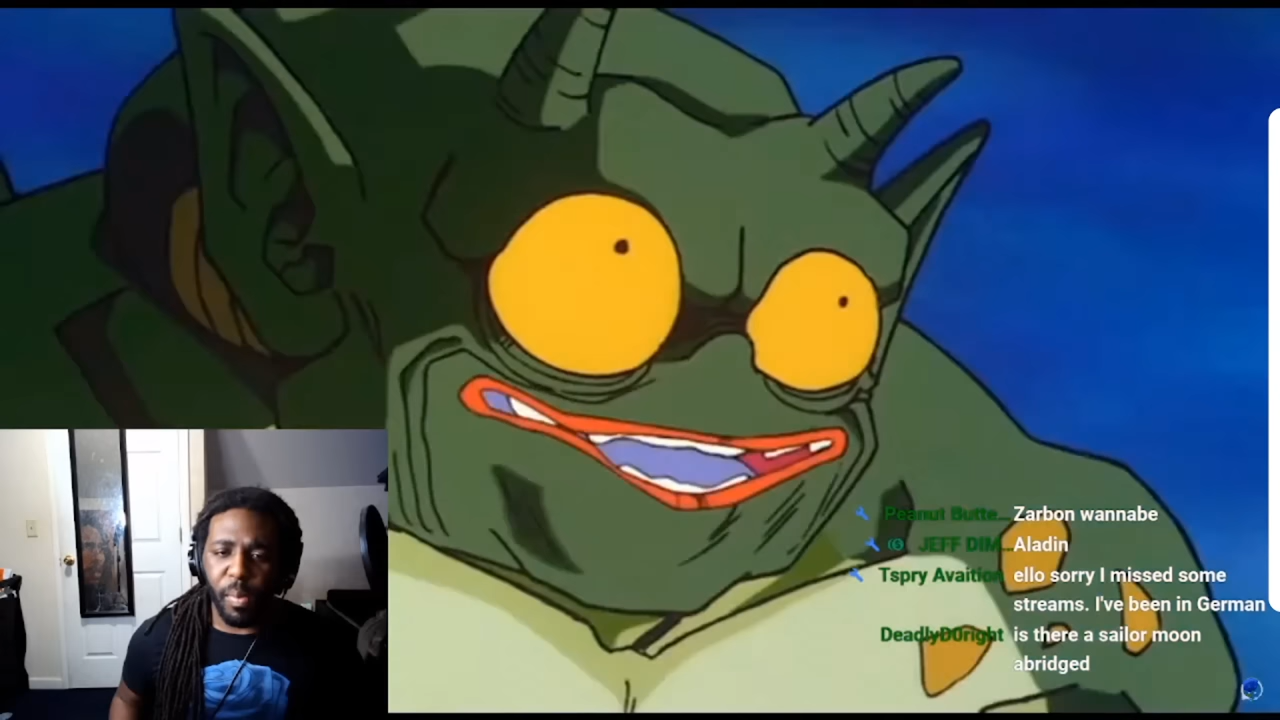 Peanut Butte... Zarbon wannabe
JEFF DIM... Aladin
Tspry Avaition ello sorry I missed some
streams. I've been in German
DeadlyD0right is there a sailor moon
abridged